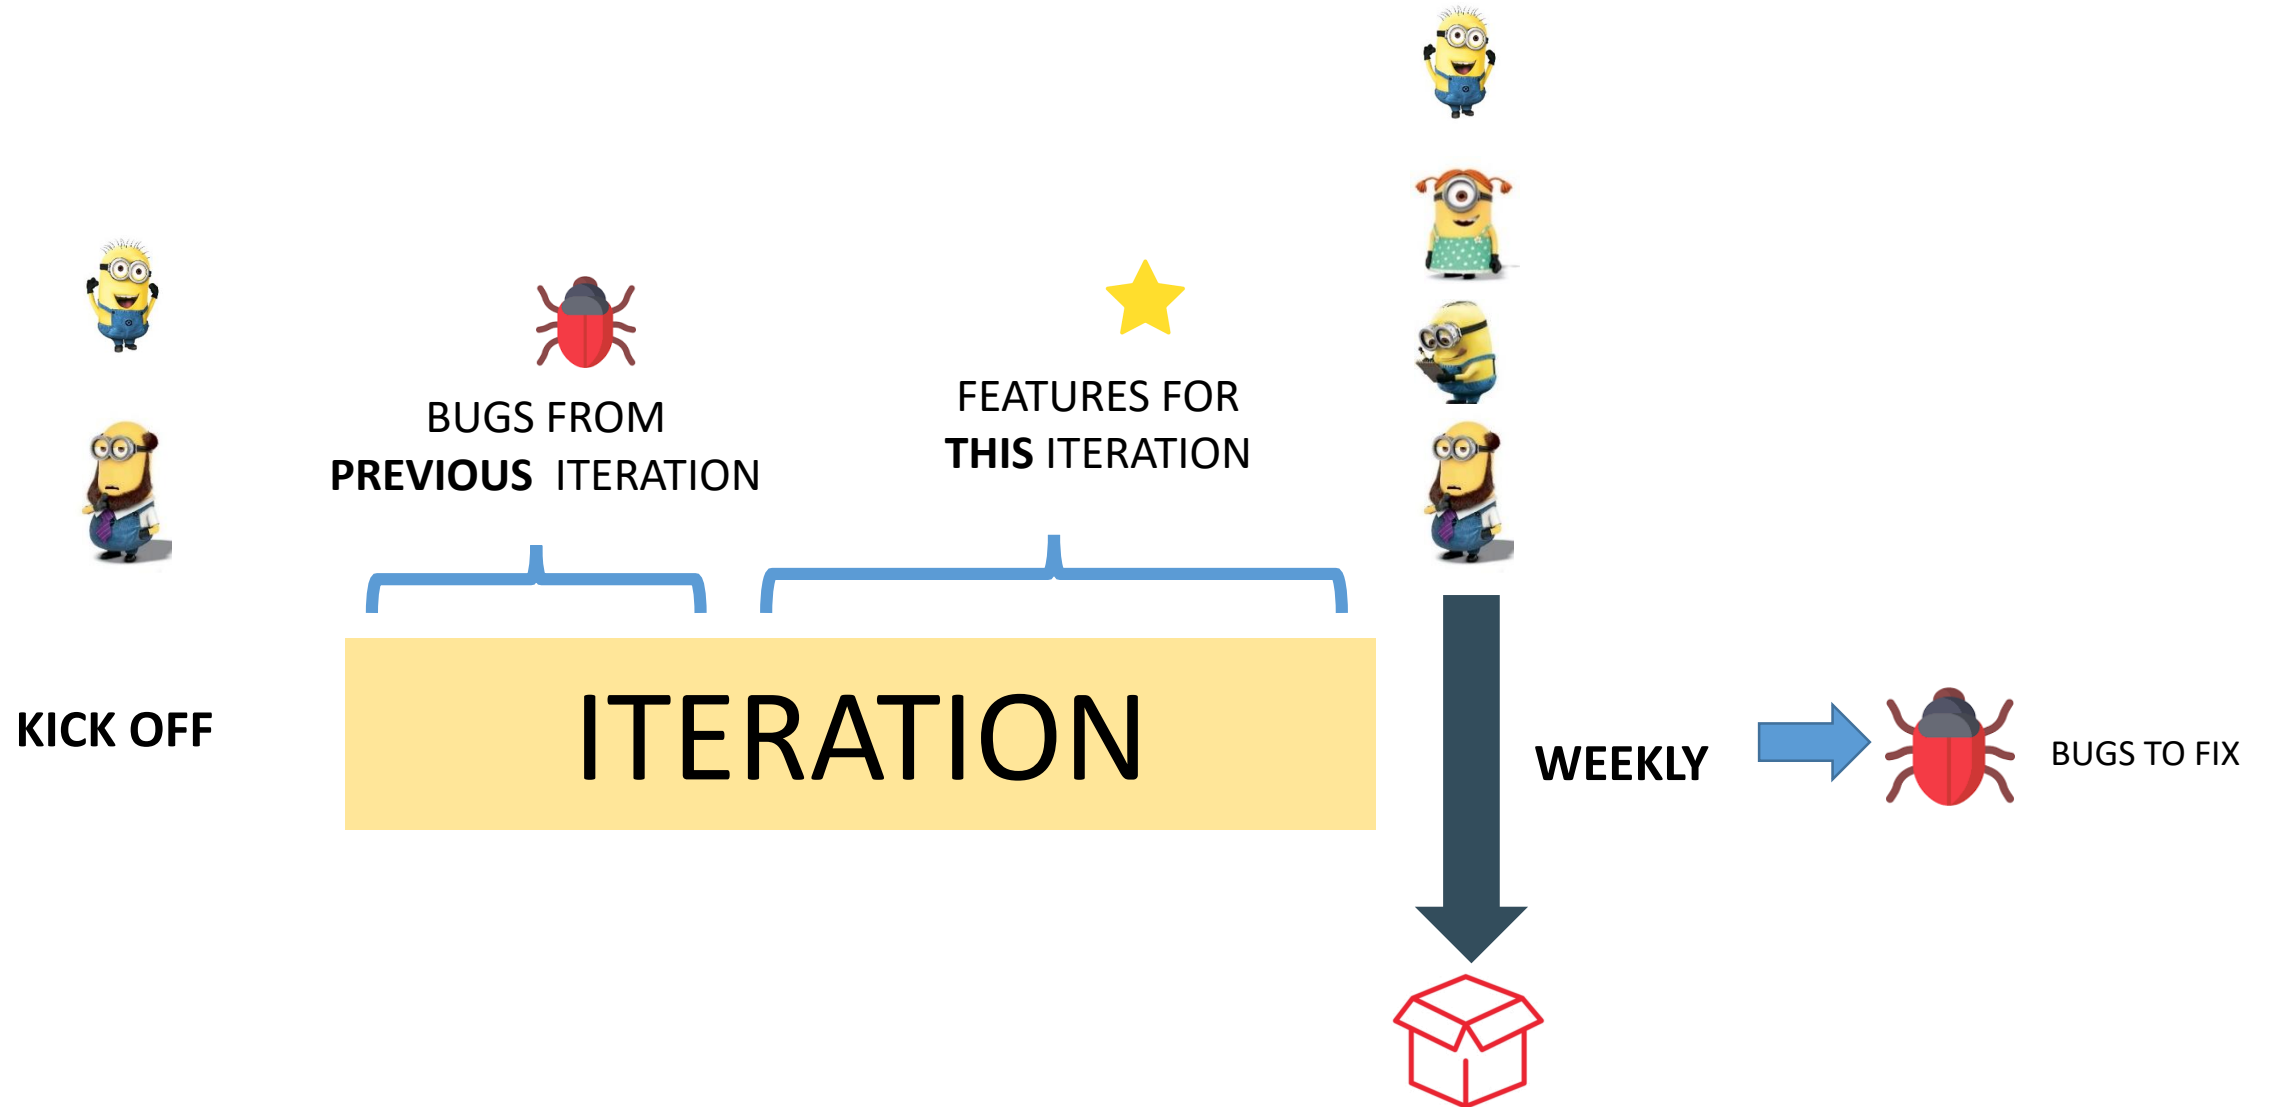 BUGS FROM
PREVIOUS ITERATION
FEATURES FOR
THIS ITERATION
KICK OFF
ITERATION
WEEKLY
BUGS TO FIX